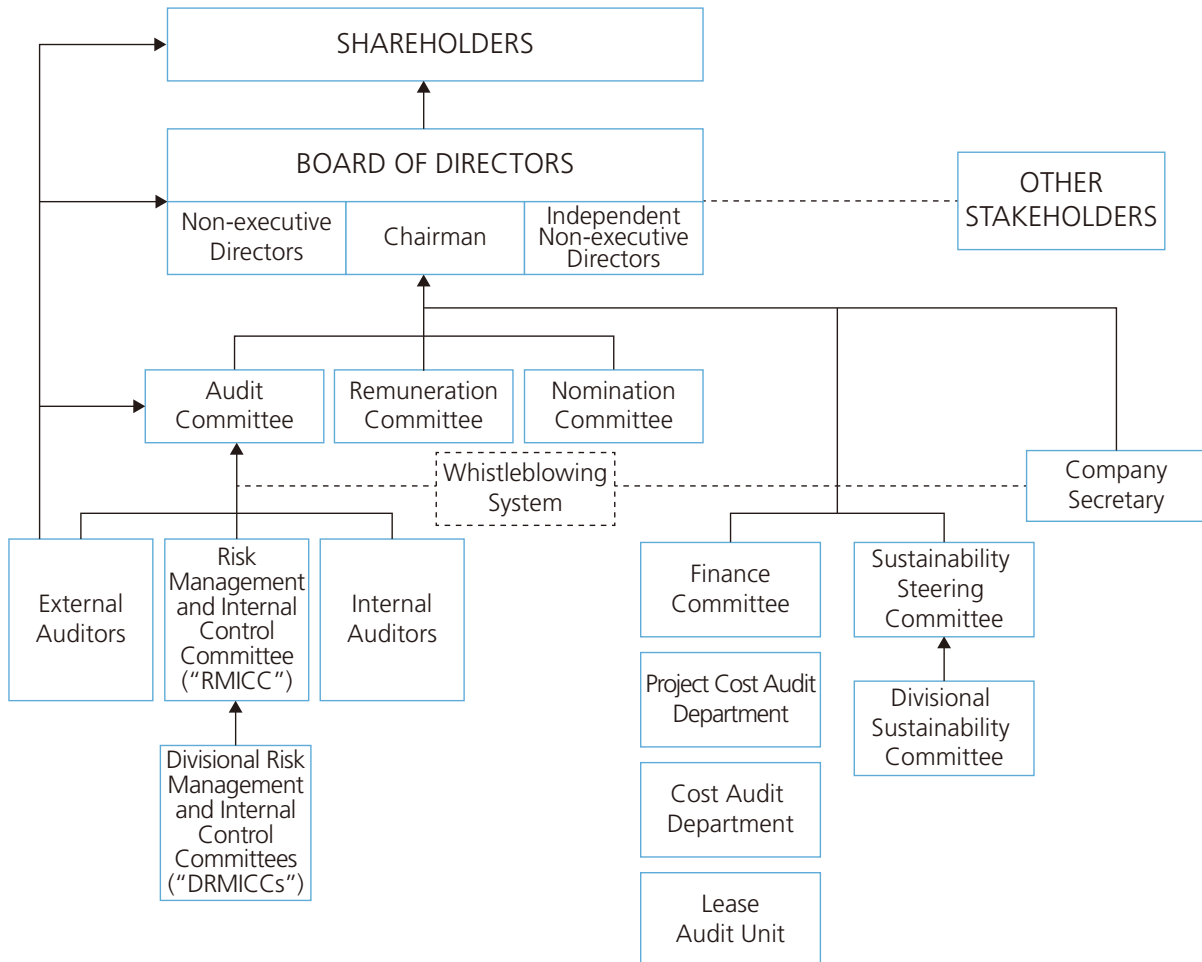 SHAREHOLDERS
BOARD OF DIRECTORS
Non-executive
Directors
Chairman
Independent
Non-executive
Directors
OTHER
STAKEHOLDERS
Audit
Committee
Remuneration
Committee
Nomination
Committee
Whistleblowing
System
Company
Secretary
External
Auditors
Risk
Management
and Internal
Control
Committee
(“RMICC”)
Internal
Auditors
Finance
Committee
Sustainability
Steering
Committee
Project Cost Audit
Department
Divisional
Sustainability
Committee
Divisional Risk
Management
and Internal
Control
Committees
(“DRMICCs”)
Cost Audit
Department
Lease
Audit Unit